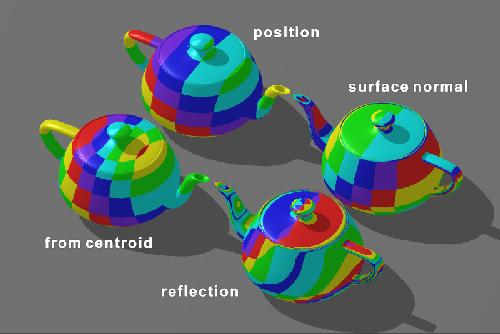 position
surface normal
from centroid
reflection